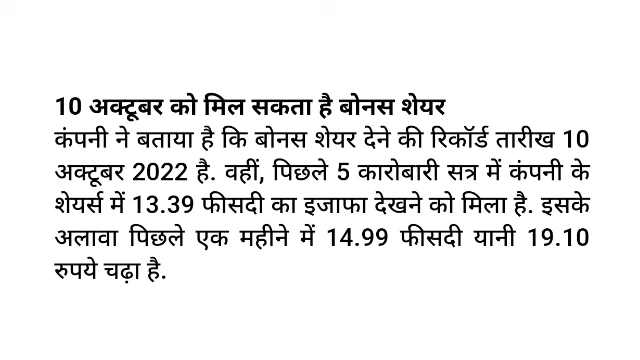 10 अक्टूबर को मिल सकता है बोनस शेयर
कंपनी ने बताया है कि बोनस शेयर देने की रिकॉर्ड तारीख 10
अक्टूबर 2022 है. वहीं, पिछले 5 कारोबारी सत्र में कंपनी के
शेयर्स में 13.39 फीसदी का इजाफा देखने को मिला है. इसके
अलावा पिछले एक महीने में 14.99 फीसदी यानी 19.10
रुपये चढ़ा है.